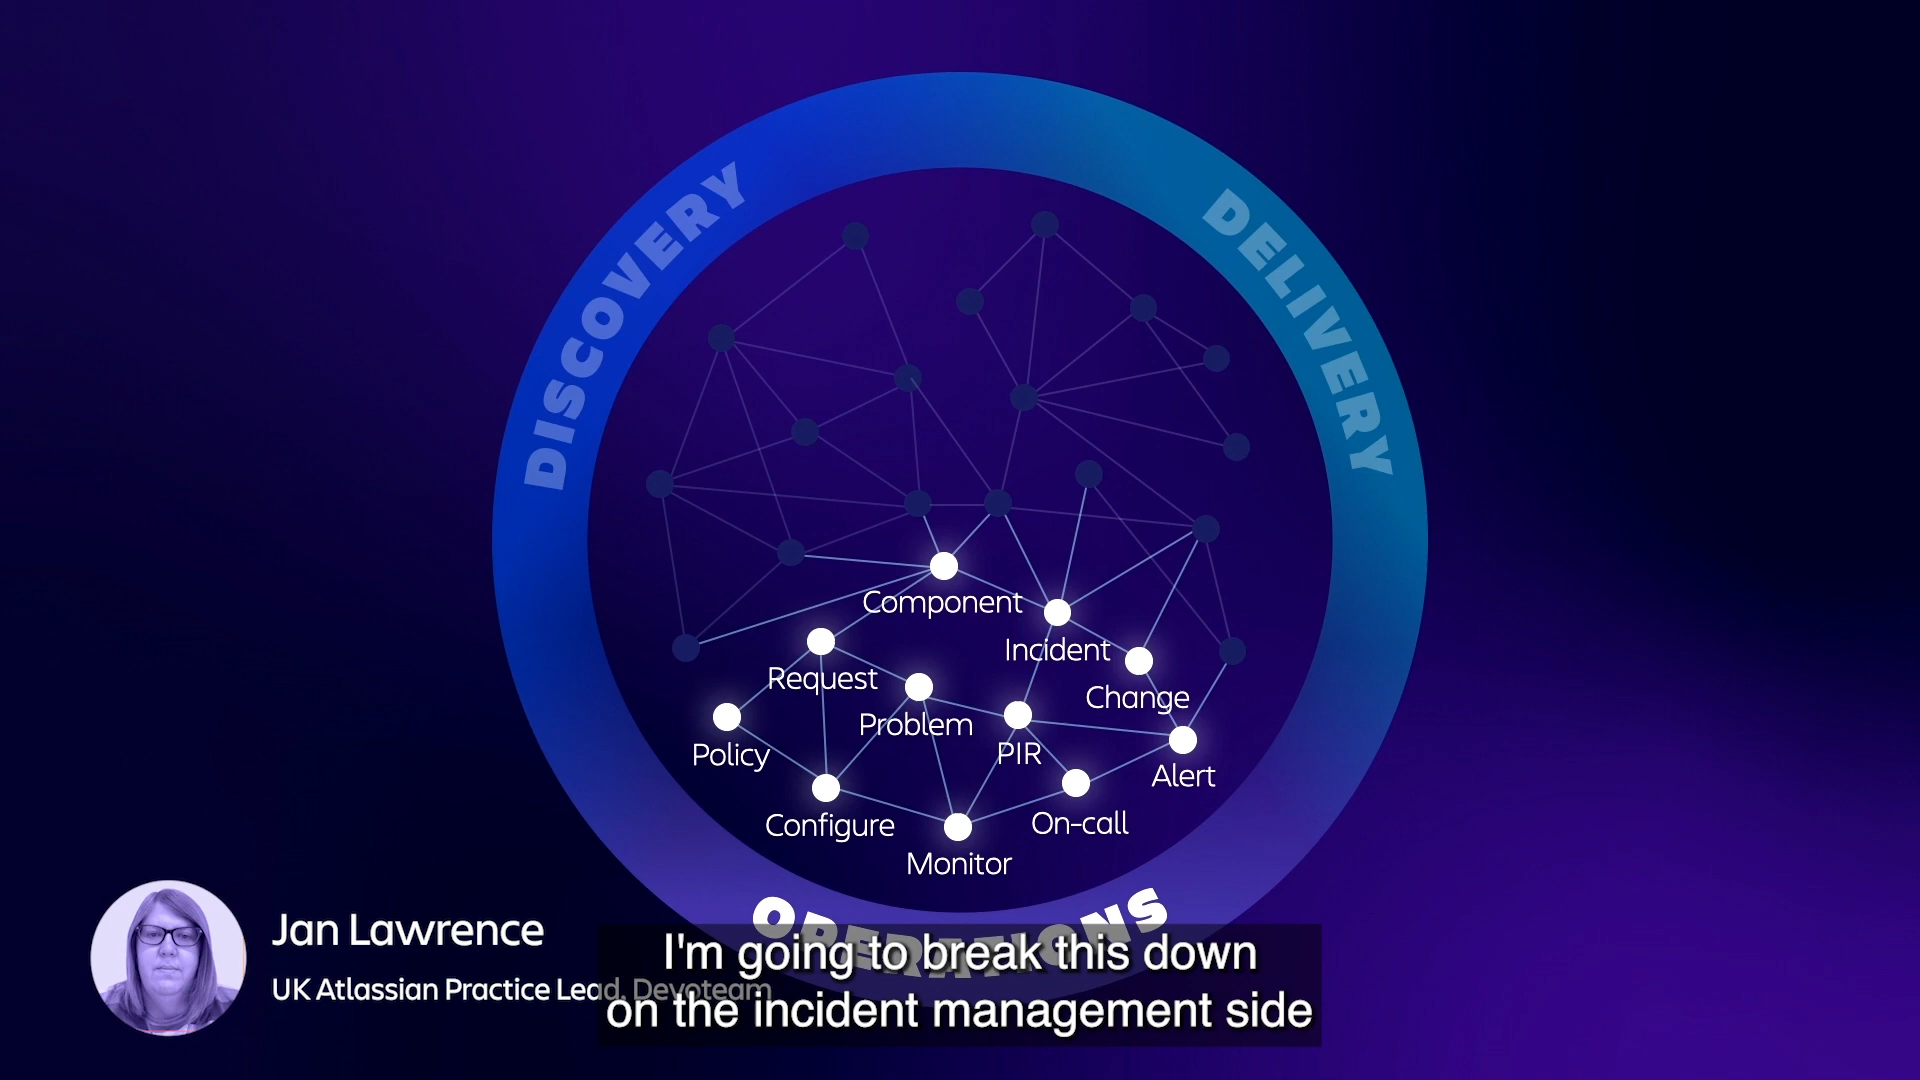 DISCOVERY
DELIVERY
Component
Incident
Request
Change
Problem
PIR
Policy
Alert
Configure
On-call
Monitor
OPERATIONS
Jan Lawrence
UK Atlassian Practice Lead, Devoteam
I'm going to break this down
on the incident management side